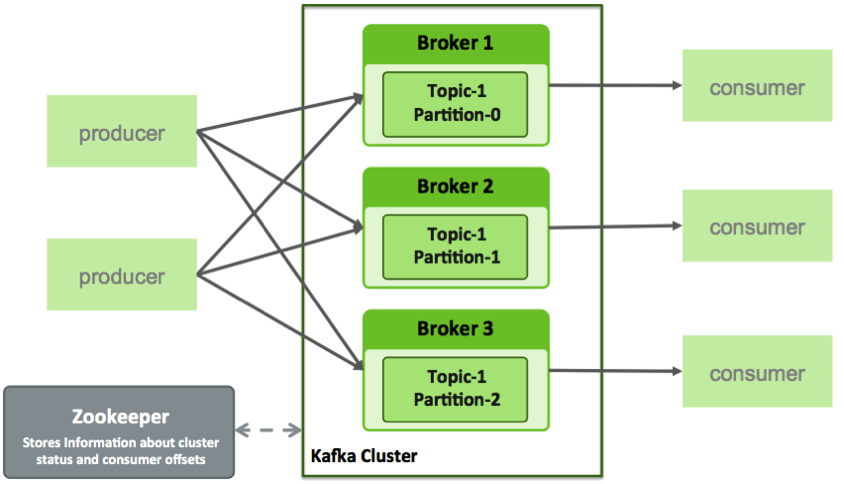 Broker 1
Topic-1
Partition-0
consumer
producer
Broker 2
Topic-1
Partition-1
consumer
producer
Broker 3
Topic-1
Partition-2
consumer
Zookeeper
Stores Information about cluster
status and consumer offsets
Kafka Cluster